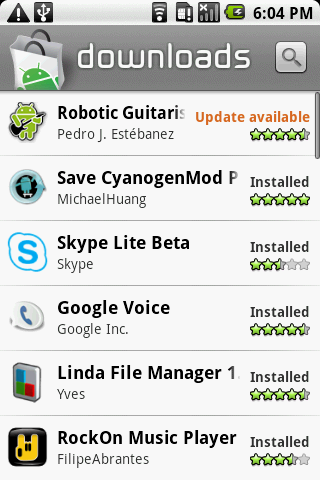 6:04 PM
downloads
Robotic Guitaris
Update available
Pedro J. Estébanez
Save CyanogenMod P
Installed
MichaelHuang
Skype Lite Beta
Installed
Skype
Google Voice
Installed
Google Inc.
Linda File Manager 1.
Installed
Yves
RockOn Music Player
Installed
FilipeAbrantes